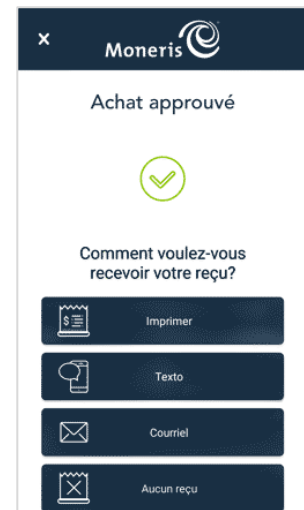 ×
Moneris
Achat approuvé
Comment voulez-vous
recevoir votre reçu?
$
Imprimer
Texto
Courriel
Aucun reçu